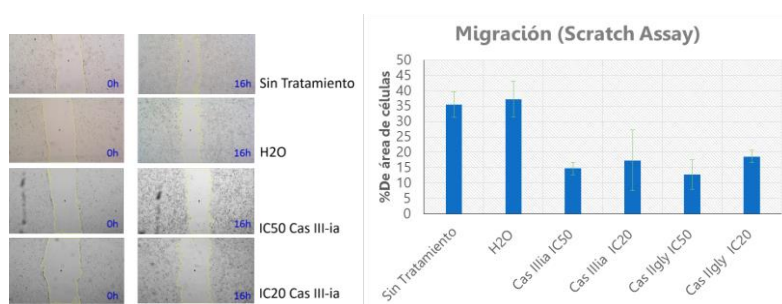 0h
16h
Sin Tratamiento
0h
16h
H2O
0h
16h
IC50 Cas III-ia
0h
16h
IC20 Cas III-ia
Migración (Scratch Assay)
%De área de células
50
45
40
35
30
25
20
15
10
5
0
Sin Tratamiento
H2O
Cas IIIia IC50
Cas IIIia IC20
Cas IIgly IC50
Cas IIgly IC20